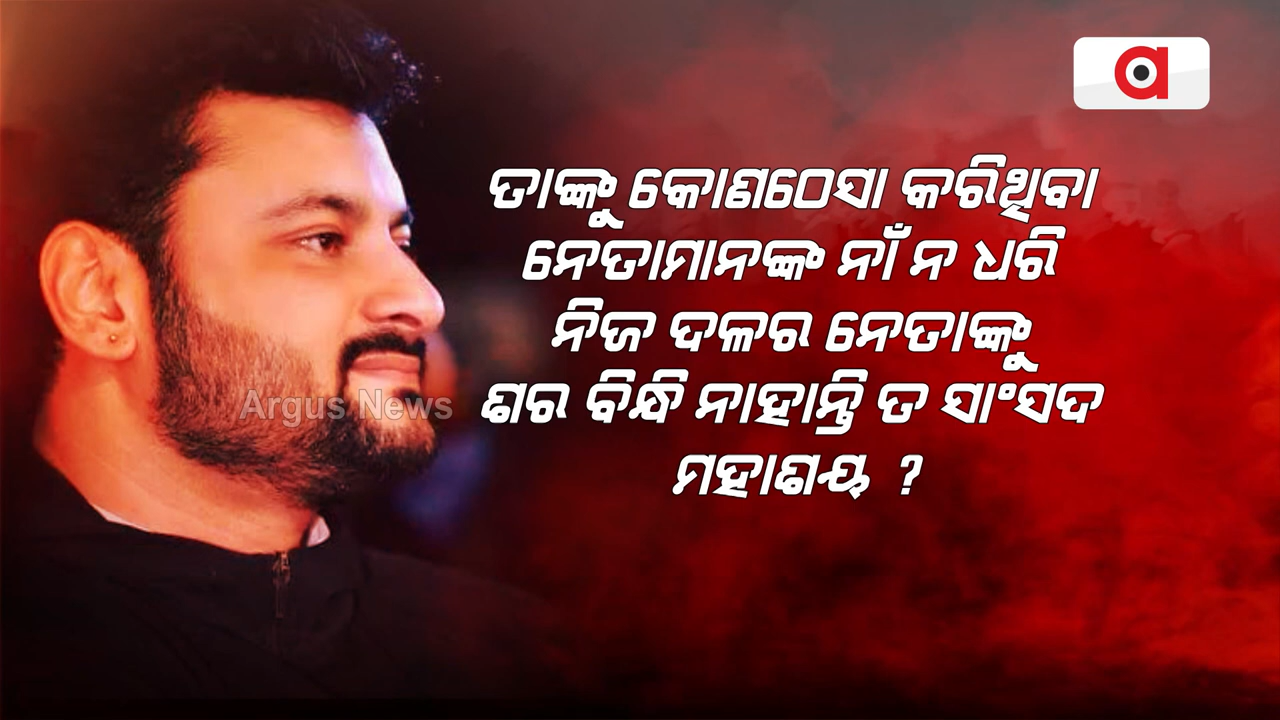 ତାଙ୍କୁ କୋଣଠେସା କରିଥିବା
ନେତାମାନଙ୍କ ନାଁ ନ ଧରି
ନିଜ ଦଳର ନେତାଙ୍କୁ
ଶର ବିନ୍ଧି ନାହାନ୍ତି ତ ସାଂସଦ
ମହାଶୟ ?
Argus News